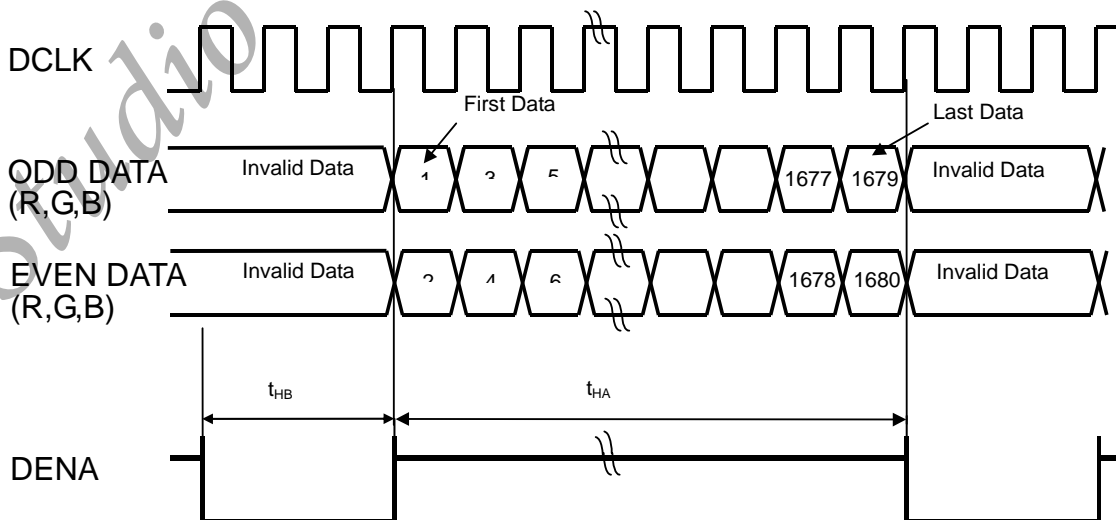 DCLK
First Data
Last Data
ODD DATA
(R,G,B)
Invalid Data
1 3 5 1677 1679
Invalid Data
EVEN DATA
(R,G,B)
Invalid Data
2 4 6 1678 1680
Invalid Data
tHB
tHA
DENA
Studio